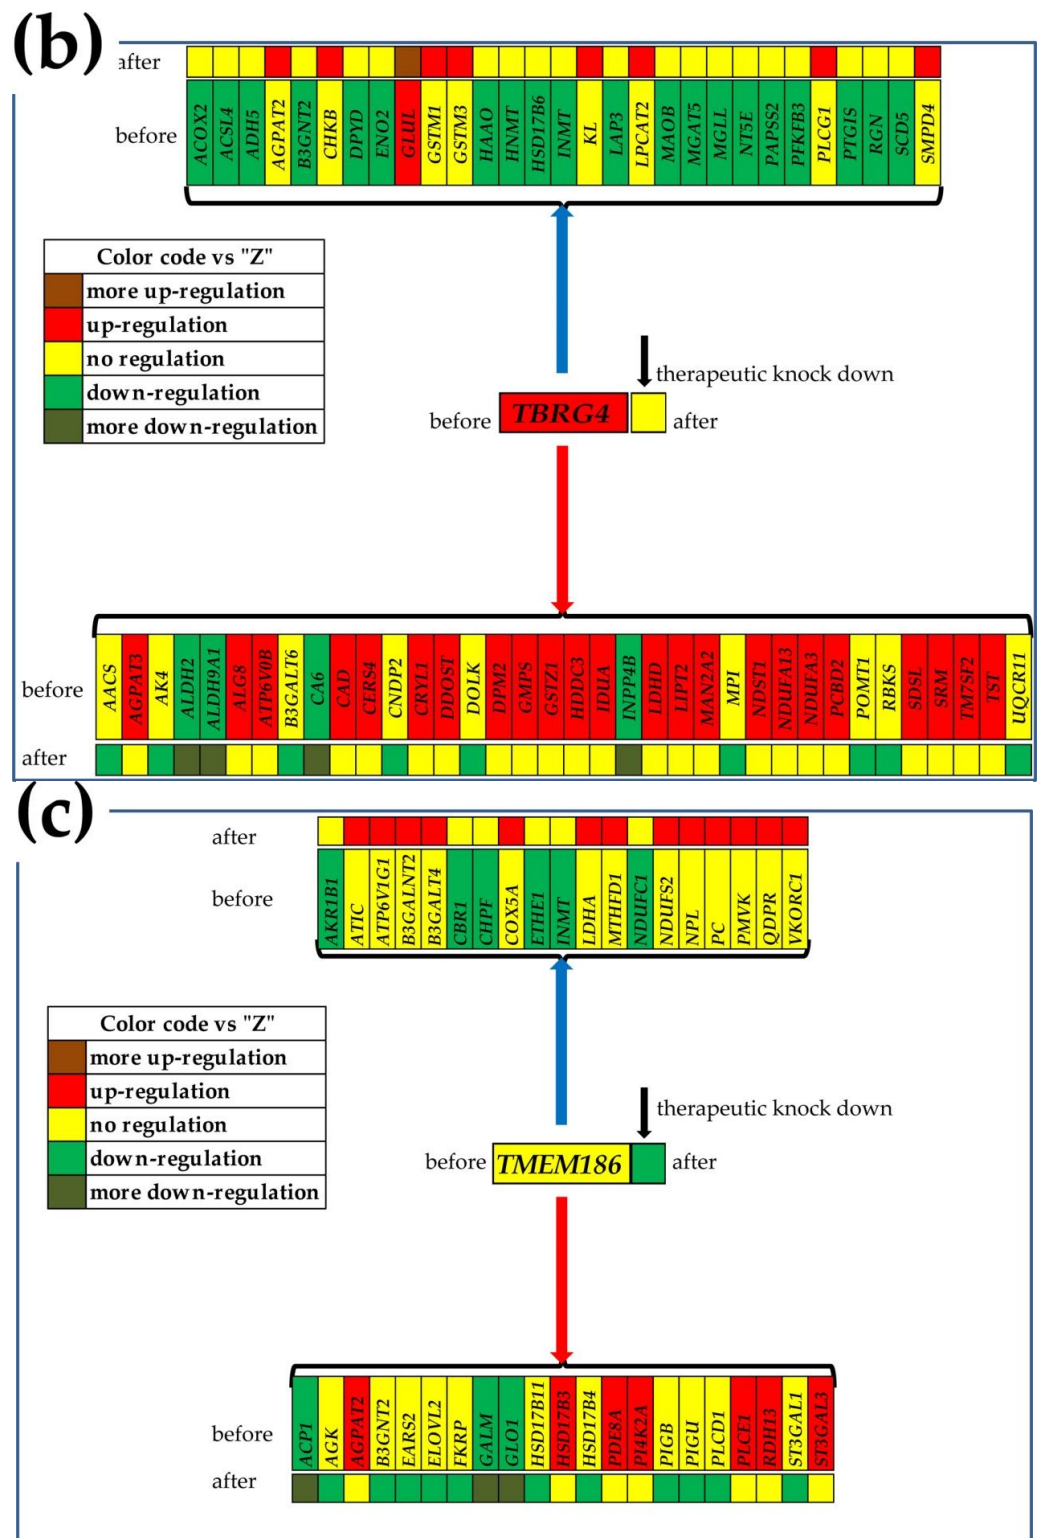 (b)
after
before
ACOX2
ACSL4
ADH5
AGPAT2
B3GNT2
CHKB
DPYD
ENO2
GLUL
GSTM1
GSTM3
HAAO
HNMT
HSD17B6
INMT
KL
LAP3
LPCAT2
MAOB
MGAT5
MGLL
NT5E
PAPSS2
PFKFB3
PLCG1
PTGIS
RGN
SCD5
SMPD4
Color code vs "Z"
more up-regulation
up-regulation
no regulation
down-regulation
more down-regulation
therapeutic knock down
before TBRG4 after
before
AACS
AGPAT3
AK4
ALDH2
ALDH9A1
ALG8
ATP6V0B
B3GALT6
CA6
CAD
CERS4
CNDP2
CRYL1
DDOST
DOLK
DPM2
GMPS
GSTZ1
HDDC3
IDUA
INPP4B
LDHD
LIPT2
MAN2A2
MPI
NDST1
NDUFA13
NDUFA3
PCBD2
POMT1
RBKS
SDSL
SRM
TM7SF2
TST
UQCR11
after
(c)
after
before
AKR1B1
ATIC
ATP6V1G1
B3GALNT2
B3GALT4
CBR1
CHPF
COX5A
ETHE1
INMT
LDHA
MTHFD1
NDUFC1
NDUFS2
NPL
PC
PMVK
QDPR
VKORC1
Color code vs "Z"
more up-regulation
up-regulation
no regulation
down-regulation
more down-regulation
therapeutic knock down
before TMEM186 after
before
ACP1
AGK
AGPAT2
B3GNT2
EARS2
ELOVL2
FKRP
GALM
GLO1
HSD17B11
HSD17B3
HSD17B4
PDE8A
PI4K2A
PIGB
PIGU
PLCD1
PLCE1
RDH13
ST3GAL1
ST3GAL3
after